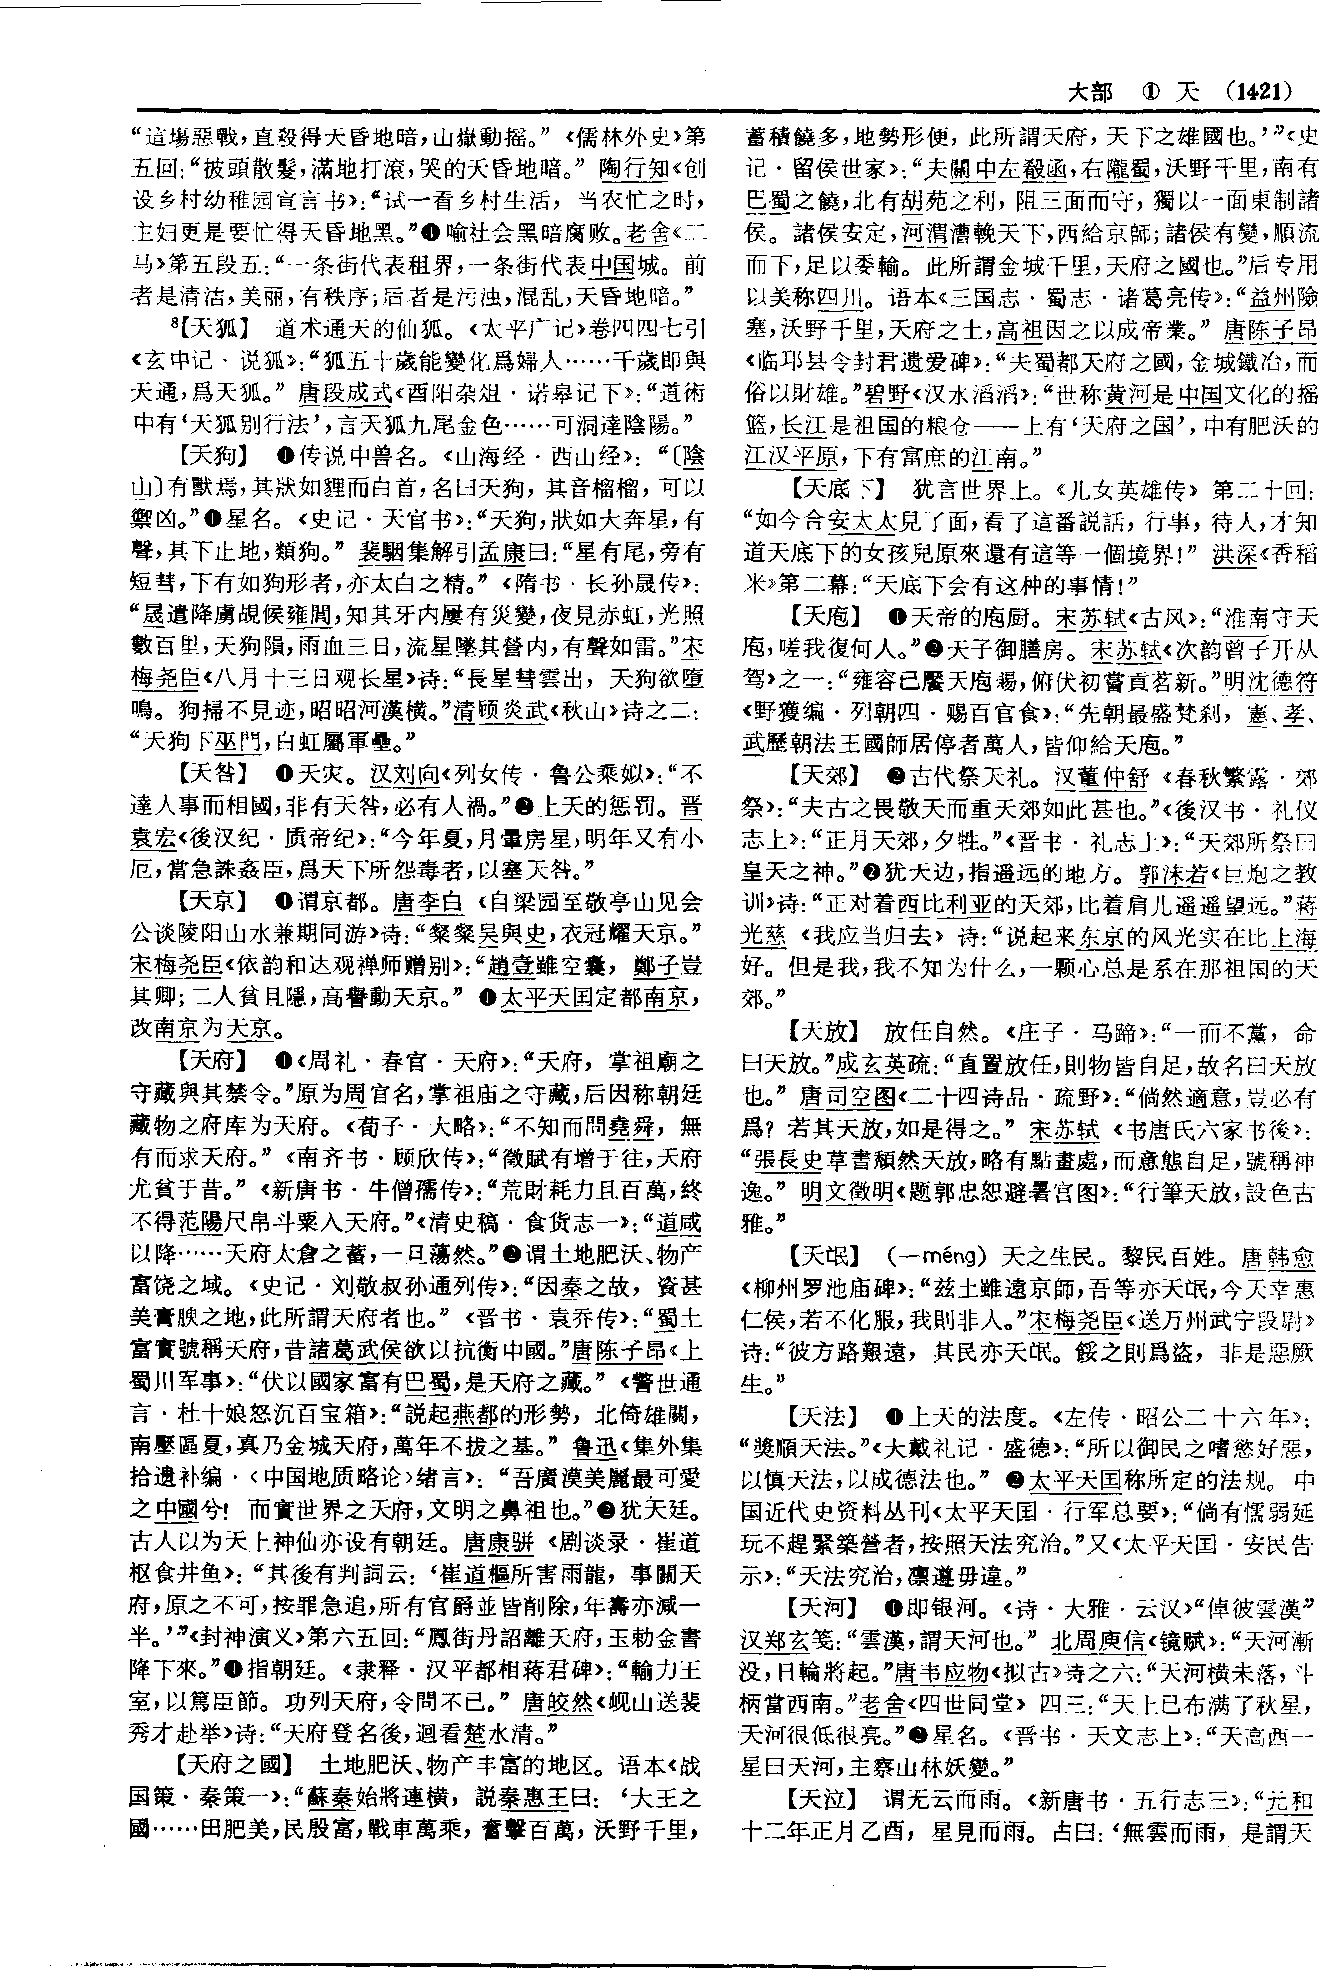 大部 ① 天 (1421)
“這場惡戰，直殺得天昏地暗，山嶽動摇。”《儒林外史》第
五回：“披頭散髮，滿地打滾，哭的天昏地暗。” 陶行知《创
设乡村幼稚园宣言书》：“试一看乡村生活，当农忙之时，
主妇更是要忙得天昏地黑。”❶喻社会黑暗腐败。老舍《二
马》第五段五：“一条街代表租界，一条街代表中国城。前
者是清洁，美丽，有秩序；后者是污浊，混乱，天昏地暗。”
⁸【天狐】 道术通天的仙狐。《太平广记》卷四四七引
《玄中记·说狐》：“狐五十歲能變化爲婦人……千歲即與
天通，爲天狐。” 唐段成式《酉阳杂俎·诺皋记下》：“道術
中有‘天狐别行法’，言天狐九尾金色……可洞達陰陽。”
【天狗】 ❶传说中兽名。《山海经·西山经》：“〔陰
山〕有獸焉，其狀如貍而白首，名曰天狗，其音榴榴，可以
禦凶。”❶星名。《史记·天官书》：“天狗，狀如大奔星，有
聲，其下止地，類狗。” 裴駰集解引孟康曰：“星有尾，旁有
短彗，下有如狗形者，亦太白之精。”《隋书·长孙晟传》：
“晟遣降虜覘候雍閭，知其牙内屢有災變，夜見赤虹，光照
數百里，天狗隕，雨血三日，流星墜其營内，有聲如雷。”宋
梅尧臣《八月十三日观长星》诗：“長星彗雲出，天狗欲墮
鳴。狗掃不見迹，昭昭河漢橫。”清顾炎武《秋山》诗之二：
“天狗下巫門，白虹屬軍壘。”
【天咎】 ❶天灾。汉刘向《列女传·鲁公乘姒》：“不
達人事而相國，非有天咎，必有人禍。”❷上天的惩罚。晋
袁宏《後汉纪·质帝纪》：“今年夏，月暈房星，明年又有小
厄，當急誅姦臣，爲天下所怨毒者，以塞天咎。”
【天京】 ❶谓京都。唐李白《自梁园至敬亭山见会
公谈陵阳山水兼期同游》诗：“粲粲吴與史，衣冠耀天京。”
宋梅尧臣《依韵和达观禅师赠别》：“趙壹雖空囊，鄭子豈
其卿；二人貧且隱，高譽動天京。” ❶太平天国定都南京，
改南京为天京。
【天府】 ❶《周礼·春官·天府》：“天府，掌祖廟之
守藏與其禁令。”原为周官名，掌祖庙之守藏，后因称朝廷
藏物之府库为天府。《荀子·大略》：“不知而問堯舜，無
有而求天府。”《南齐书·顾欣传》：“徵賦有增于往，天府
尤貧于昔。”《新唐书·牛僧孺传》：“荒財耗力且百萬，終
不得范陽尺帛斗粟入天府。”《清史稿·食货志一》：“道咸
以降……天府太倉之蓄，一旦蕩然。”❷谓土地肥沃、物产
富饶之域。《史记·刘敬叔孙通列传》：“因秦之故，資甚
美膏腴之地，此所謂天府者也。”《晋书·袁乔传》：“蜀土
富實號稱天府，昔諸葛武侯欲以抗衡中國。”唐陈子昂《上
蜀川军事》：“伏以國家富有巴蜀，是天府之藏。”《警世通
言·杜十娘怒沉百宝箱》：“説起燕都的形勢，北倚雄關，
南壓區夏，真乃金城天府，萬年不拔之基。” 鲁迅《集外集
拾遗补编·〈中国地质略论〉绪言》：“吾廣漠美麗最可愛
之中國兮！而實世界之天府，文明之鼻祖也。”❷犹天廷。
古人以为天上神仙亦设有朝廷。唐康骈《剧谈录·崔道
枢食井鱼》：“其後有判詞云：‘崔道樞所害雨龍，事關天
府，原之不可，按罪急追，所有官爵並皆削除，年壽亦減一
半。’”《封神演义》第六五回：“鳳銜丹詔離天府，玉勅金書
降下來。”❶指朝廷。《隶释·汉平都相蒋君碑》：“輸力王
室，以篤臣節。功列天府，令問不已。” 唐皎然《岘山送裴
秀才赴举》诗：“天府登名後，迴看楚水清。”
【天府之國】 土地肥沃、物产丰富的地区。语本《战
国策·秦策一》：“蘇秦始將連横，説秦惠王曰：‘大王之
國……田肥美，民殷富，戰車萬乘，奮擊百萬，沃野千里，
蓄積饒多，地勢形便，此所謂天府，天下之雄國也。’”《史
记·留侯世家》：“夫關中左殽函，右隴蜀，沃野千里，南有
巴蜀之饒，北有胡苑之利，阻三面而守，獨以一面東制諸
侯。諸侯安定，河渭漕輓天下，西給京師；諸侯有變，順流
而下，足以委輸。此所謂金城千里，天府之國也。”后专用
以美称四川。语本《三国志·蜀志·诸葛亮传》：“益州險
塞，沃野千里，天府之土，高祖因之以成帝業。” 唐陈子昂
《临邛县令封君遗爱碑》：“夫蜀都天府之國，金城鐵冶，而
俗以財雄。”碧野《汉水滔滔》：“世称黄河是中国文化的摇
篮，长江是祖国的粮仓——上有‘天府之国’，中有肥沃的
江汉平原，下有富庶的江南。”
【天底下】 犹言世界上。《儿女英雄传》第二十回：
“如今合安太太見了面，看了這番説話，行事，待人，才知
道天底下的女孩兒原來還有這等一個境界！” 洪深《香稻
米》第二幕：“天底下会有这种的事情！”
【天庖】 ❶天帝的庖厨。宋苏轼《古风》：“淮南守天
庖，嗟我復何人。”❷天子御膳房。宋苏轼《次韵曾子开从
驾》之一：“雍容已饜天庖賜，俯伏初嘗貢茗新。”明沈德符
《野獲编·列朝四·赐百官食》：“先朝最盛梵刹，憲、孝、
武歷朝法王國師居停者萬人，皆仰給天庖。”
【天郊】 ❷古代祭天礼。汉董仲舒《春秋繁露·郊
祭》：“夫古之畏敬天而重天郊如此甚也。”《後汉书·礼仪
志上》：“正月天郊，夕牲。”《晋书·礼志上》：“天郊所祭曰
皇天之神。”❷犹天边，指遥远的地方。郭沫若《巨炮之教
训》诗：“正对着西比利亚的天郊，比着肩儿遥遥望远。”蒋
光慈《我应当归去》诗：“说起来东京的风光实在比上海
好。但是我，我不知为什么，一颗心总是系在那祖国的天
郊。”
【天放】 放任自然。《庄子·马蹄》：“一而不黨，命
曰天放。”成玄英疏：“直置放任，則物皆自足，故名曰天放
也。” 唐司空图《二十四诗品·疏野》：“倘然適意，豈必有
爲？若其天放，如是得之。” 宋苏轼《书唐氏六家书後》：
“張長史草書頽然天放，略有點畫處，而意態自足，號稱神
逸。” 明文徵明《题郭忠恕避暑宫图》：“行筆天放，設色古
雅。”
【天氓】 （—méng）天之生民。黎民百姓。唐韩愈
《柳州罗池庙碑》：“兹土雖遠京師，吾等亦天氓，今天幸惠
仁侯，若不化服，我則非人。”宋梅尧臣《送万州武宁段尉》
诗：“彼方路艱遠，其民亦天氓。餒之則爲盜，非是惡厥
生。”
【天法】 ❶上天的法度。《左传·昭公二十六年》：
“奬順天法。”《大戴礼记·盛德》：“所以御民之嗜慾好惡，
以慎天法，以成德法也。” ❷太平天国称所定的法规。中
国近代史资料丛刊《太平天国·行军总要》：“倘有懦弱延
玩不趕緊築營者，按照天法究治。”又《太平天国·安民告
示》：“天法究治，凛遵毋違。”
【天河】 ❶即银河。《诗·大雅·云汉》“倬彼雲漢”
汉郑玄笺：“雲漢，謂天河也。” 北周庾信《镜赋》：“天河漸
没，日輪將起。”唐韦应物《拟古》诗之六：“天河横未落，斗
柄當西南。”老舍《四世同堂》四三：“天上已布满了秋星，
天河很低很亮。”❷星名。《晋书·天文志上》：“天高西一
星曰天河，主察山林妖變。”
【天泣】 谓无云而雨。《新唐书·五行志三》：“元和
十二年正月乙酉，星見而雨。占曰：‘無雲而雨，是謂天